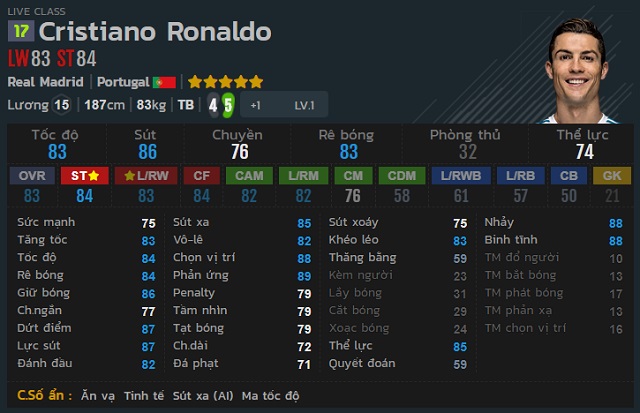 LIVE CLASS
17 Cristiano Ronaldo
LW 83 ST 84
Real Madrid | Portugal
Lương 15 | 187cm | 83kg | TB 4 5 +1 LV.1
Tốc độ Sút Chuyền Rê bóng Phòng thủ Thể lực
83 86 76 83 32 74
OVR ST L/RW CF CAM L/RM CM CDM L/RWB L/RB CB GK
83 84 83 84 82 82 76 58 61 57 50 21
Sức mạnh 75 Sút xa 85 Sút xoáy 75 Nhảy 88
Tăng tốc 83 Vô-lê 82 Khéo léo 83 Bình tĩnh 88
Tốc độ 84 Chọn vị trí 88 Thăng bằng 59 TM đổ người 10
Rê bóng 84 Phản ứng 89 Kèm người 23 TM bắt bóng 13
Giữ bóng 86 Penalty 79 Lấy bóng 31 TM phát bóng 17
Ch.ngắn 77 Tầm nhìn 79 Cắt bóng 29 TM phản xạ 13
Dứt điểm 87 Tạt bóng 79 Xoạc bóng 24 TM chọn vị trí 16
Lực sút 87 Ch.dài 72 Thể lực 85
Đánh đầu 82 Đá phạt 71 Quyết đoán 59
C.Số ẩn : Ăn vạ Tinh tế Sút xa (AI) Ma tốc độ